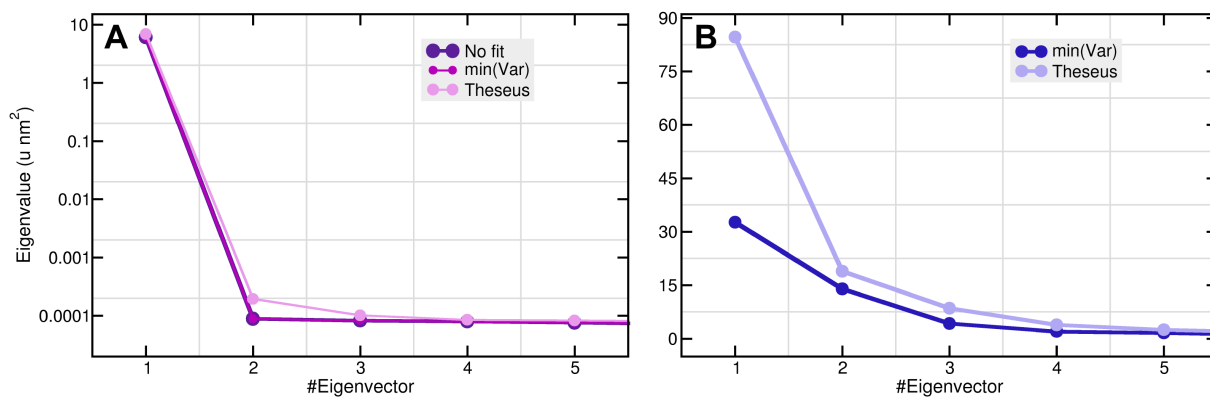 A
No fit
min(Var)
Theseus
10
1
0.1
0.01
0.001
0.0001
Eigenvalue (u nm²)
1 2 3 4 5
#Eigenvector
B
min(Var)
Theseus
90
75
60
45
30
15
0
1 2 3 4 5
#Eigenvector